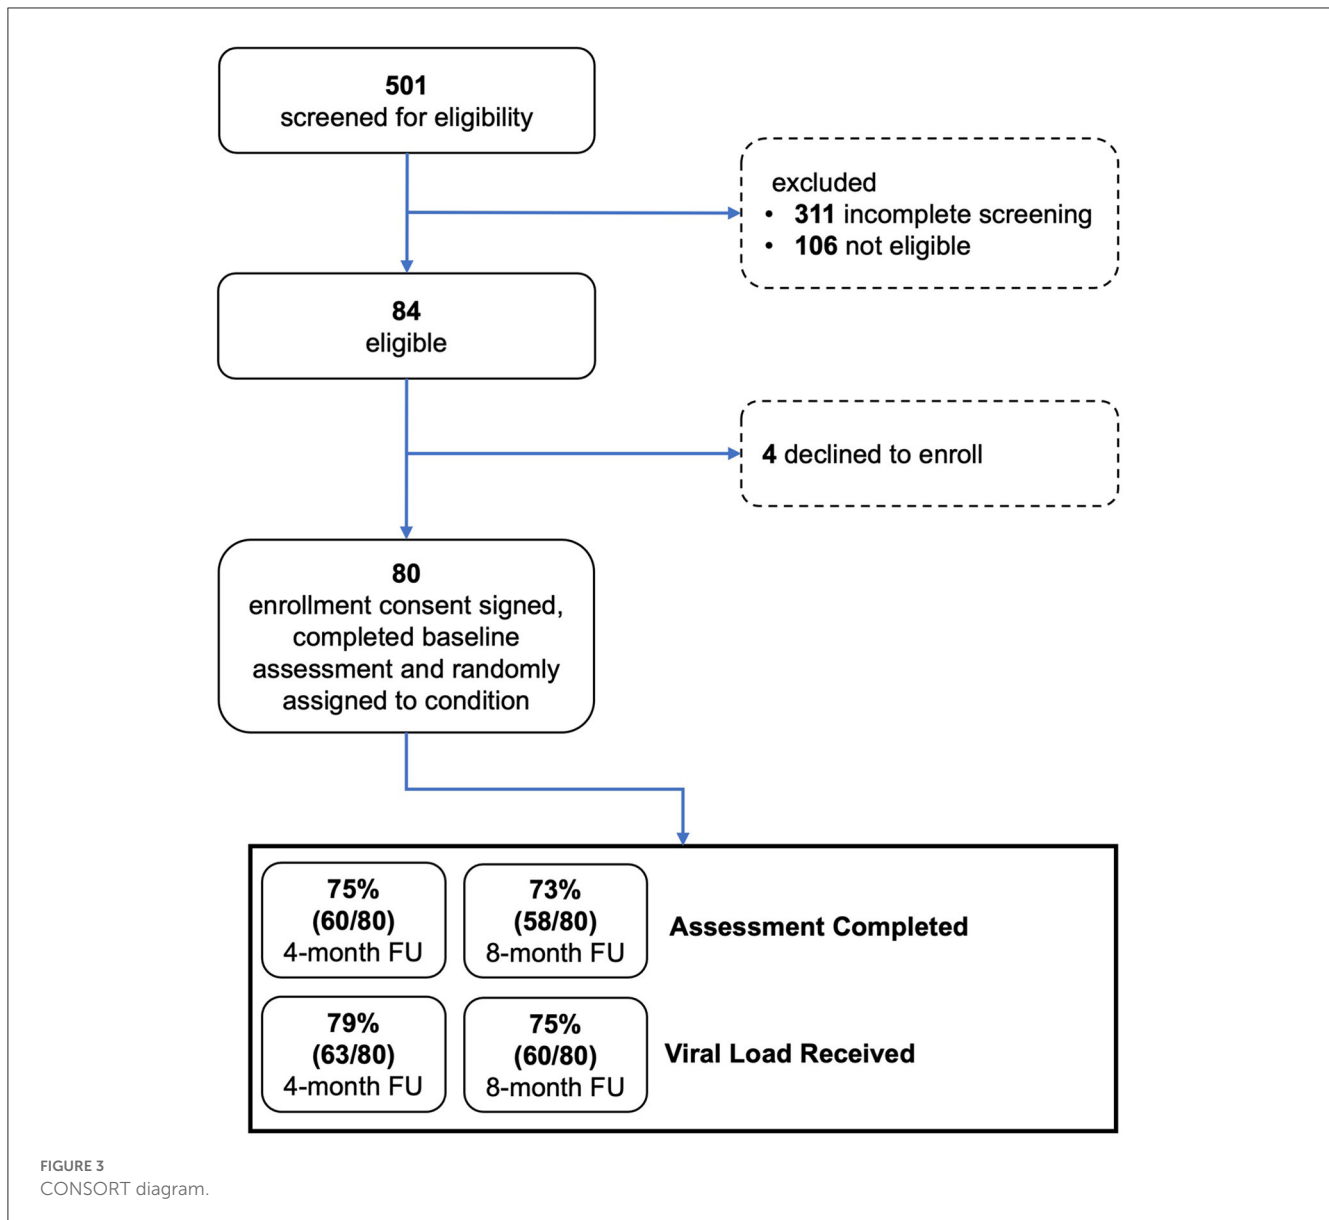 501
screened for eligibility
excluded
• 311 incomplete screening
• 106 not eligible
84
eligible
4 declined to enroll
80
enrollment consent signed,
completed baseline
assessment and randomly
assigned to condition
75%
(60/80)
4-month FU
73%
(58/80)
8-month FU
Assessment Completed
79%
(63/80)
4-month FU
75%
(60/80)
8-month FU
Viral Load Received
FIGURE 3
CONSORT diagram.